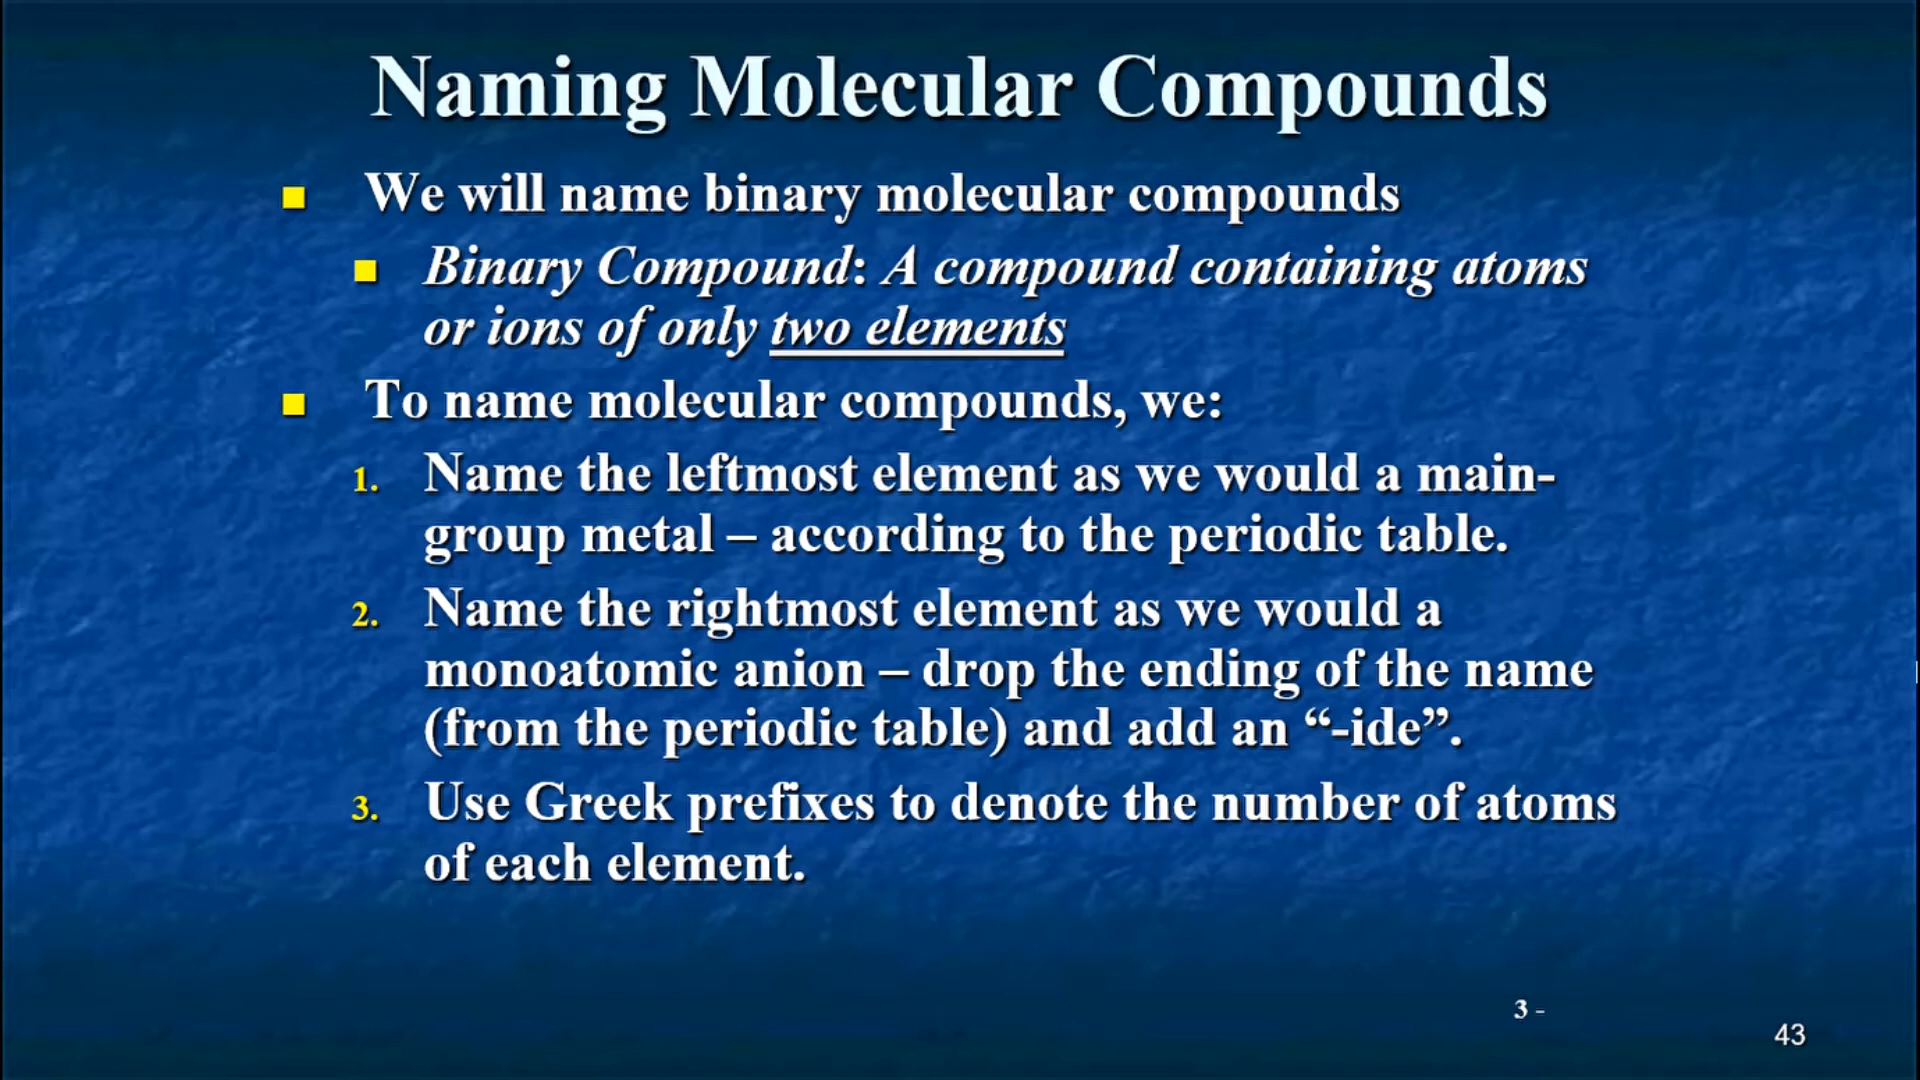 Naming Molecular Compounds
We will name binary molecular compounds
Binary Compound: A compound containing atoms
or ions of only two elements
To name molecular compounds, we:
1. Name the leftmost element as we would a main-
group metal – according to the periodic table.
2. Name the rightmost element as we would a
monoatomic anion – drop the ending of the name
(from the periodic table) and add an “-ide”.
3. Use Greek prefixes to denote the number of atoms
of each element.
3 -
43